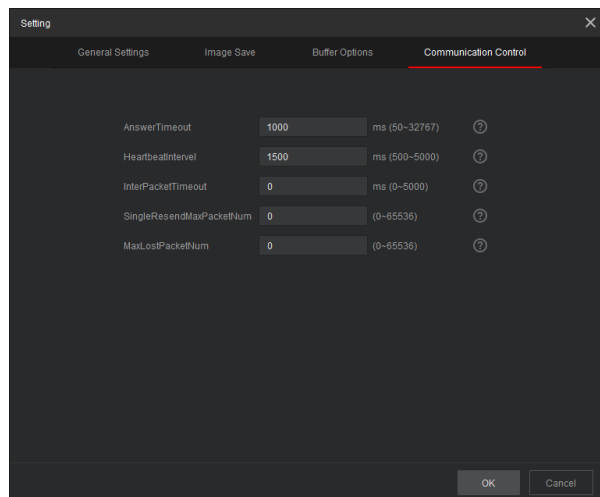 Setting
General Settings Image Save Buffer Options Communication Control
AnswerTimeout 1000 ms (50~32767) ?
HeartbeatIntervel 1500 ms (500~5000) ?
InterPacketTimeout 0 ms (0~5000) ?
SingleResendMaxPacketNum 0 (0~65536) ?
MaxLostPacketNum 0 (0~65536) ?
OK Cancel